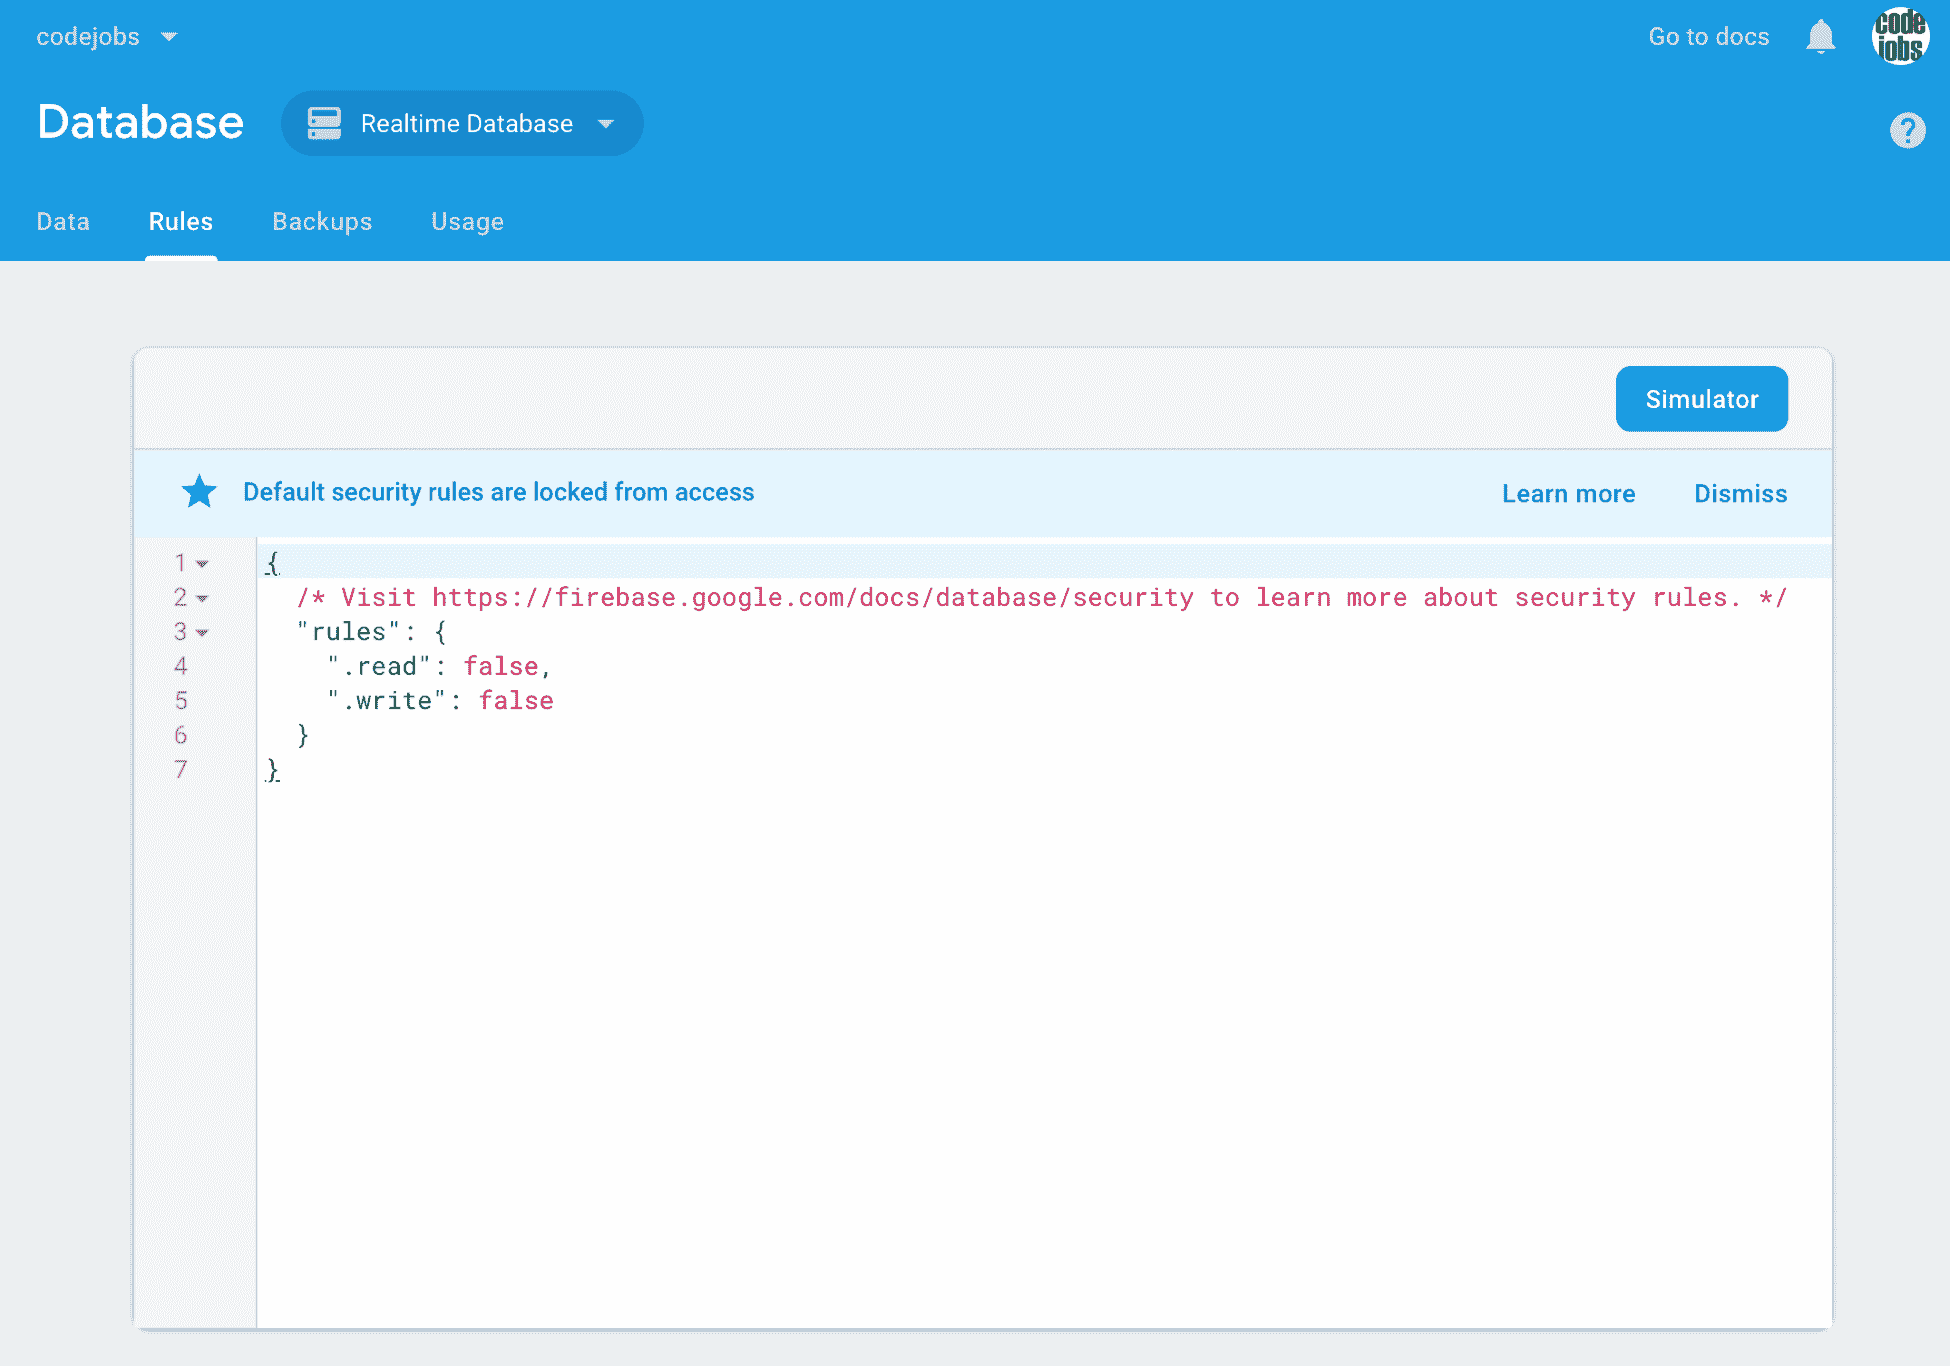 codejobs
Go to docs
code
jobs
Database
Realtime Database
?
Data
Rules
Backups
Usage
Simulator
Default security rules are locked from access
Learn more
Dismiss
1 {
2 /* Visit https://firebase.google.com/docs/database/security to learn more about security rules. */
3 "rules": {
4 ".read": false,
5 ".write": false
6 }
7 }